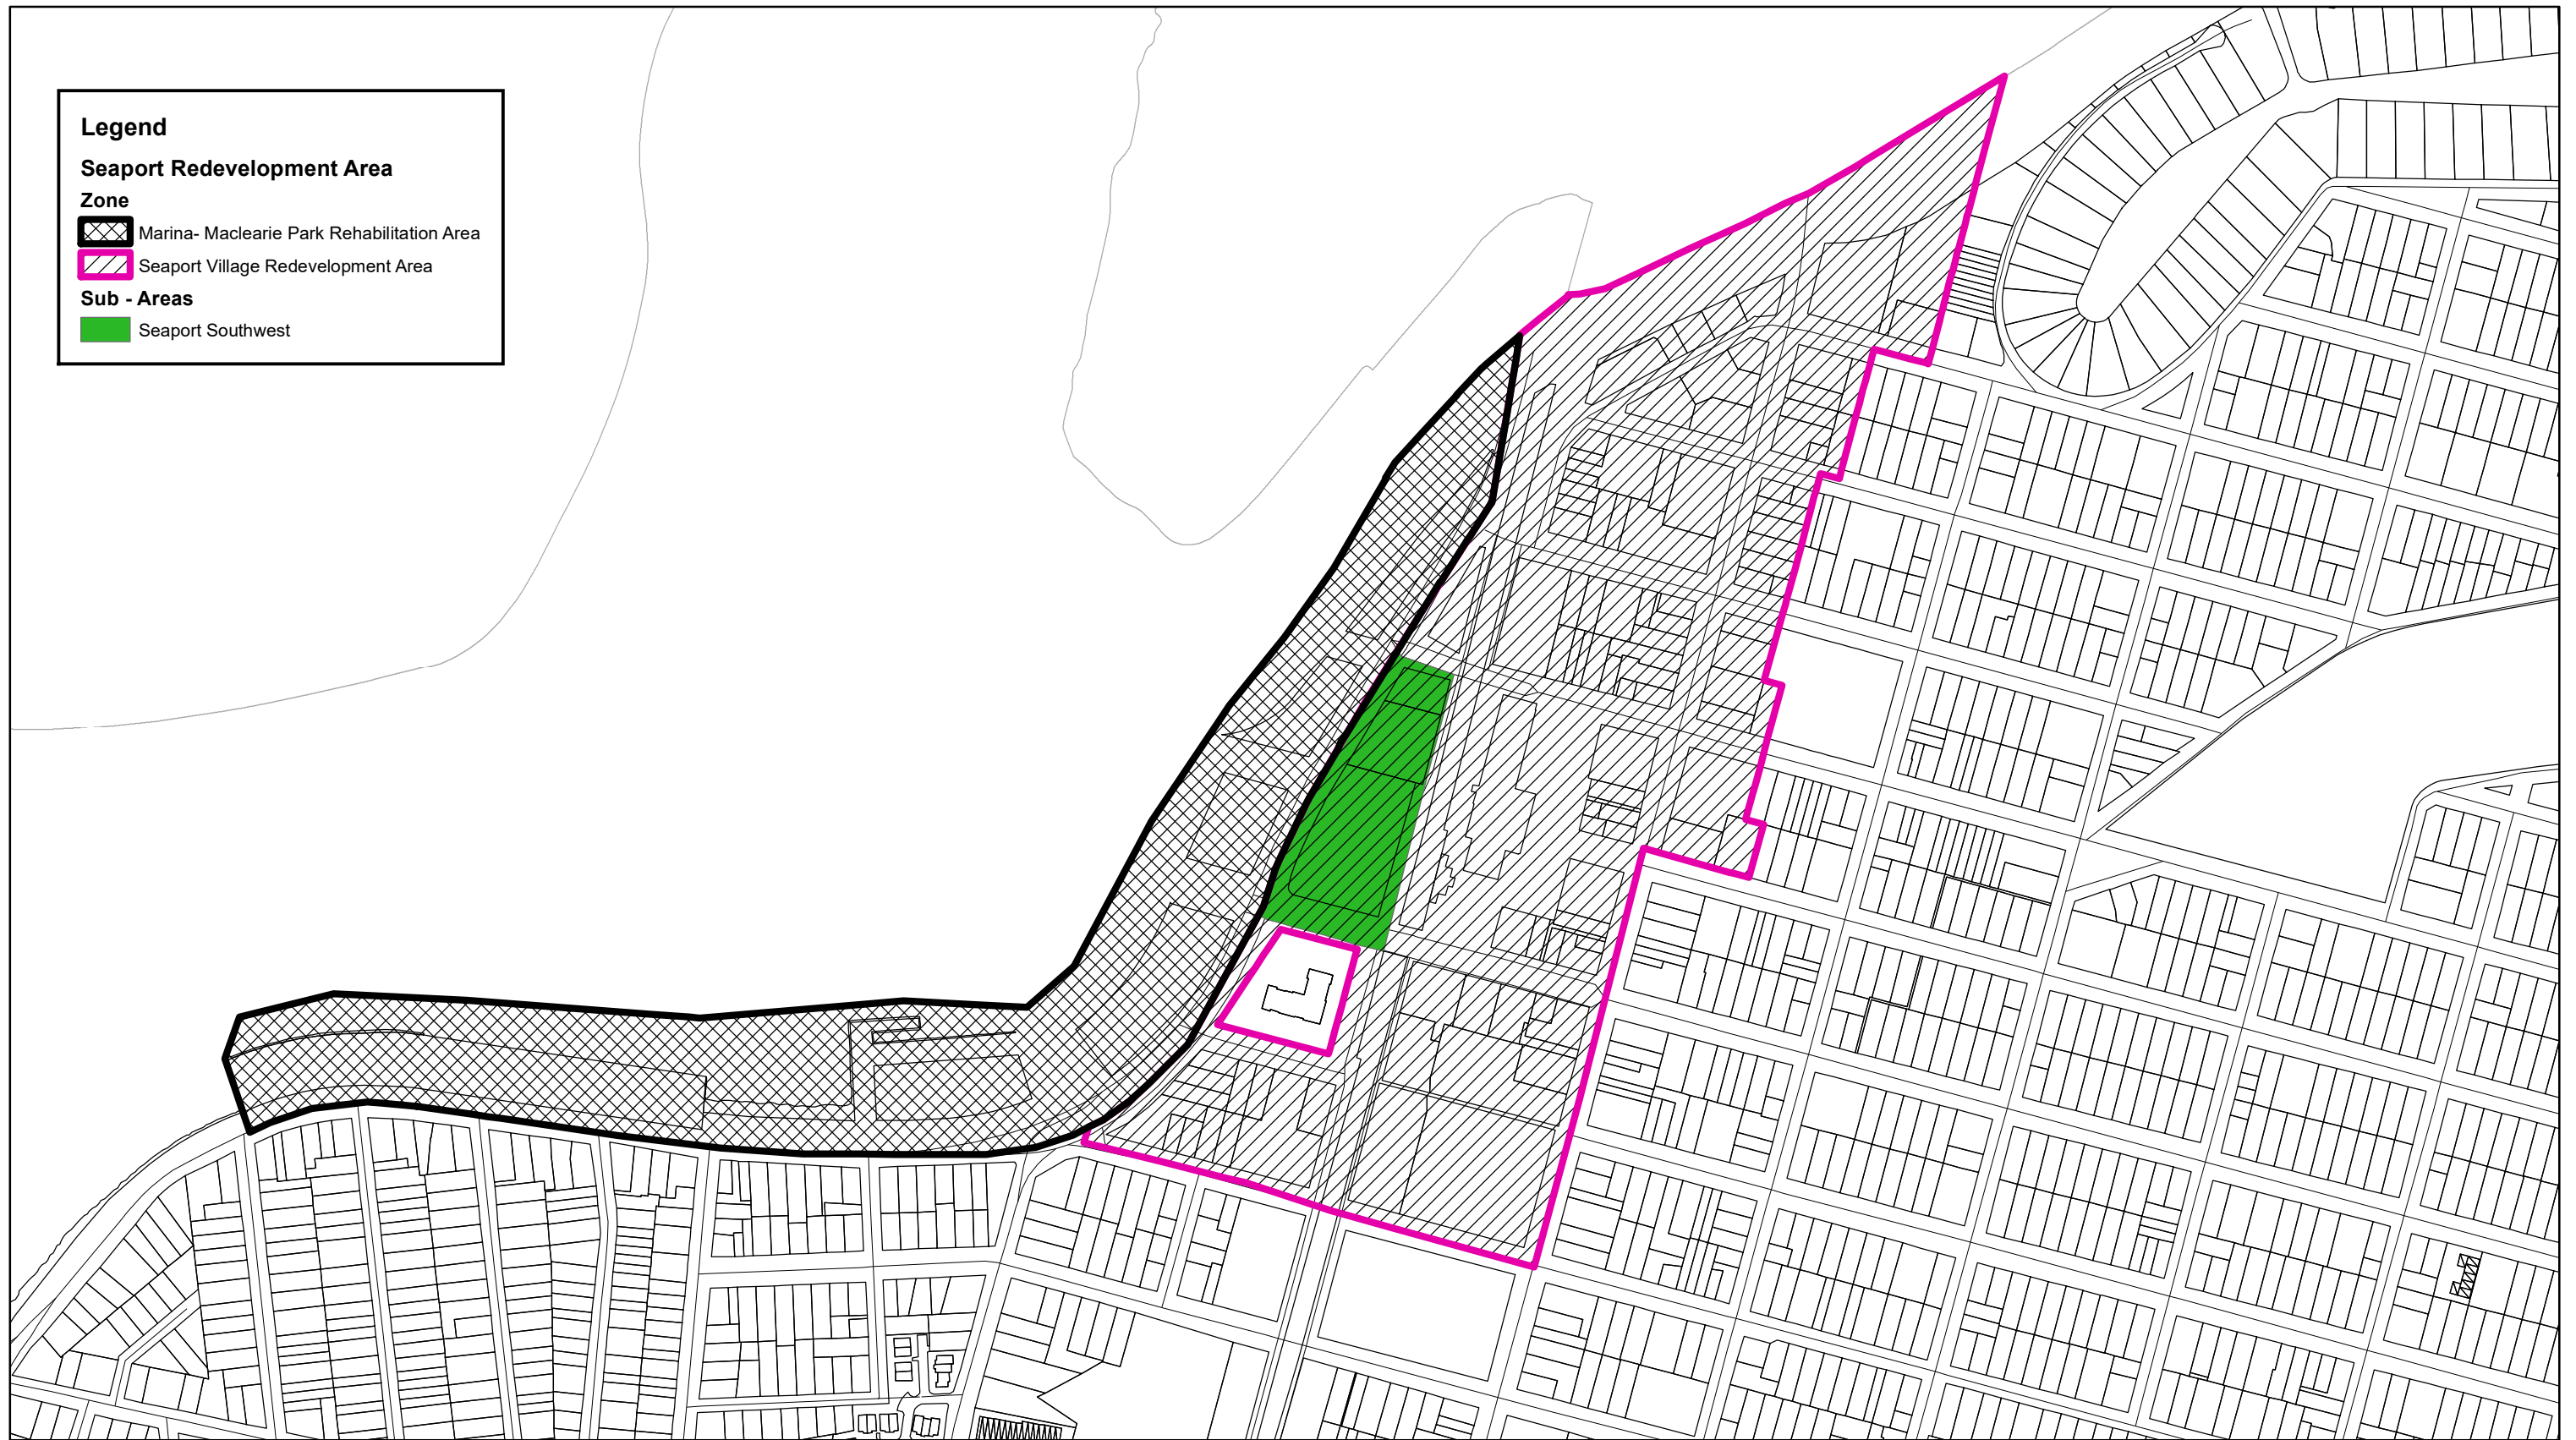 Legend
Seaport Redevelopment Area
Zone
Marina- Maclearie Park Rehabilitation Area
Seaport Village Redevelopment Area
Sub - Areas
Seaport Southwest